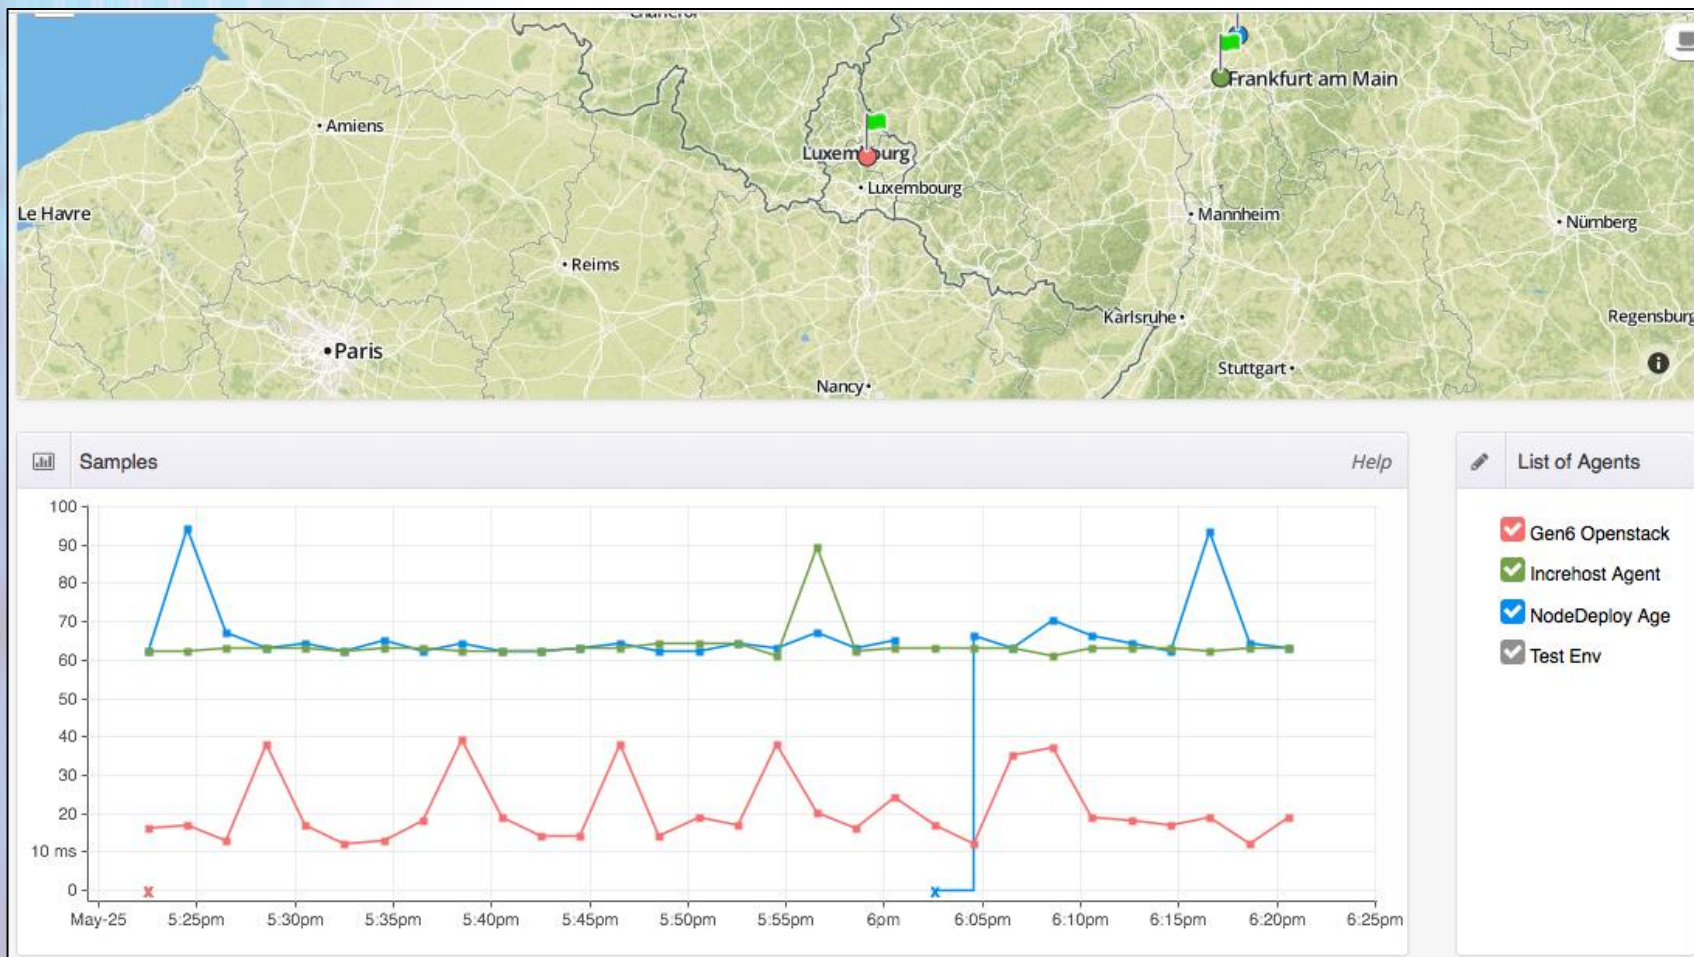 Frankfurt am Main
Amiens
Luxembourg
Luxembourg
Le Havre
Mannheim
Nürnberg
Reims
Karlsruhe
Regensburg
Paris
Stuttgart
Nancy
Samples
Help
List of Agents
100
90
80
70
60
50
40
30
20
10 ms
0
x
x
May-25
5:25pm
5:30pm
5:35pm
5:40pm
5:45pm
5:50pm
5:55pm
6pm
6:05pm
6:10pm
6:15pm
6:20pm
6:25pm
Gen6 Openstack
Increhost Agent
NodeDeploy Age
Test Env